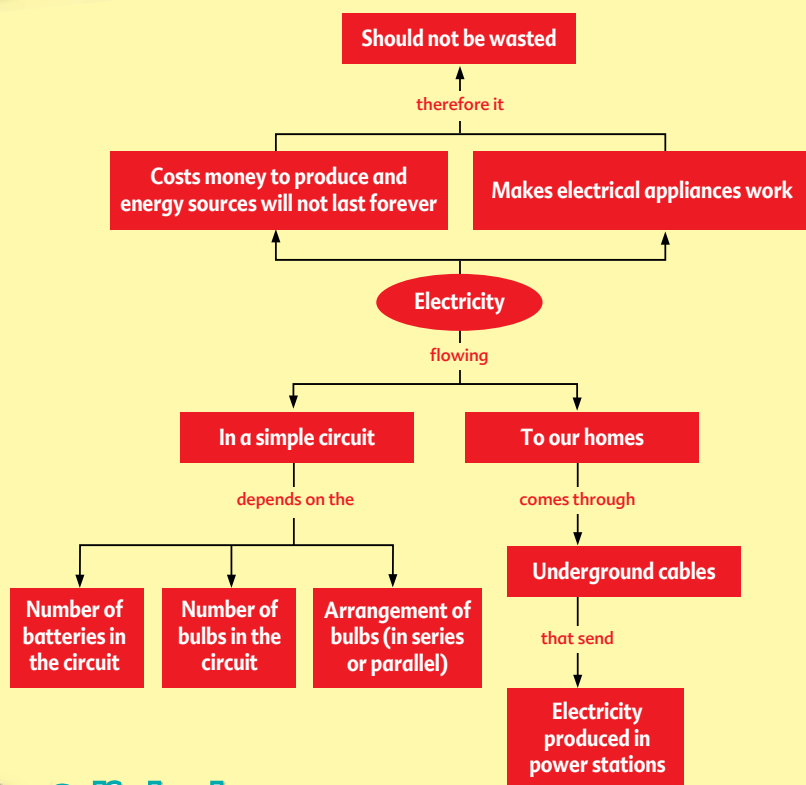 Should not be wasted
therefore it
Costs money to produce and
energy sources will not last forever
Makes electrical appliances work
Electricity
flowing
In a simple circuit
To our homes
depends on the
comes through
Underground cables
Number of
batteries in
the circuit
Number of
bulbs in the
circuit
Arrangement of
bulbs (in series
or parallel)
that send
Electricity
produced in
power stations